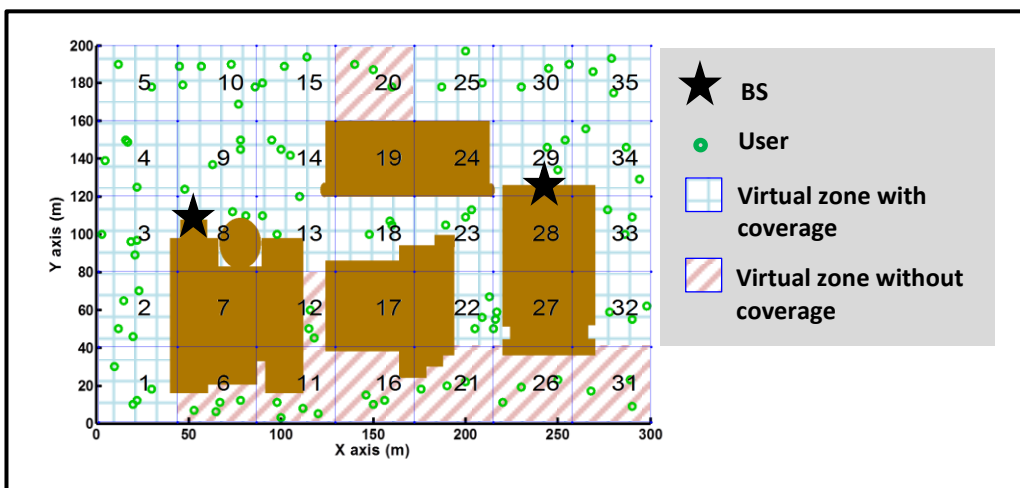 200
180
160
140
120
100
80
60
40
20
0
Y axis (m)
5 10 15 20 25 30 35
4 9 14 19 24 29 34
3 8 13 18 23 28 33
2 7 12 17 22 27 32
1 6 11 16 21 26 31
0 50 100 150 200 250 300
X axis (m)
BS
User
Virtual zone with
coverage
Virtual zone without
coverage